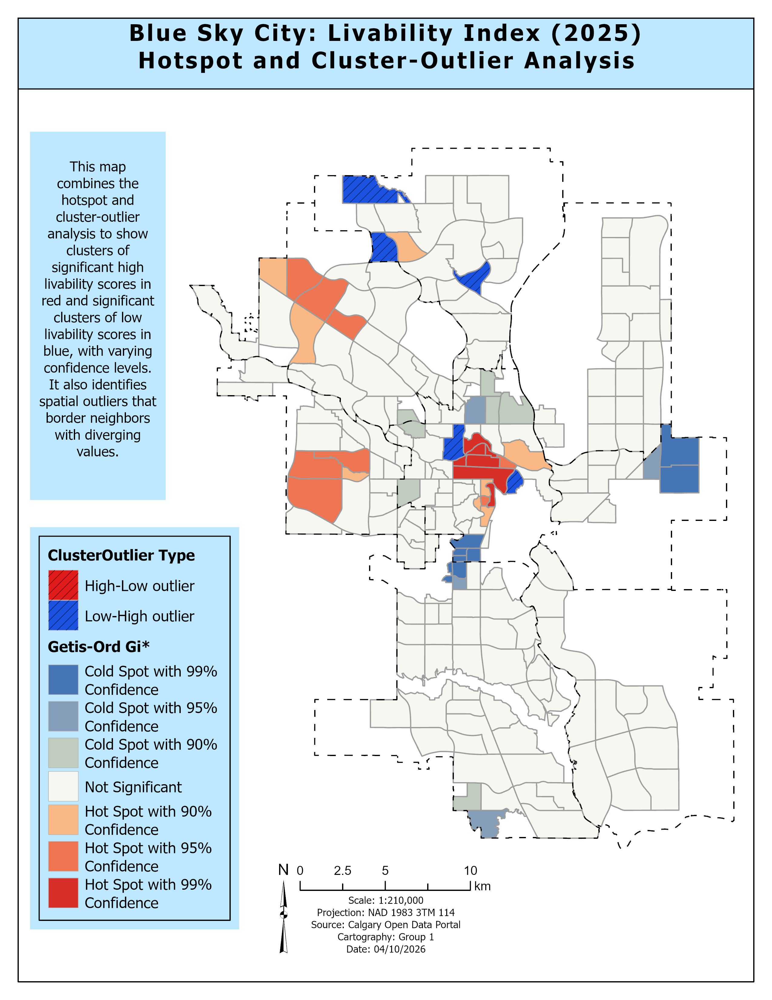 Blue Sky City: Livability Index (2025)
Hotspot and Cluster-Outlier Analysis
This map
combines the
hotspot and
cluster-outlier
analysis to show
clusters of
significant high
livability scores in
red and significant
clusters of low
livability scores in
blue, with varying
confidence levels.
It also identifies
spatial outliers that
border neighbors
with diverging
values.
ClusterOutlier Type
High-Low outlier
Low-High outlier
Getis-Ord Gi*
Cold Spot with 99%
Confidence
Cold Spot with 95%
Confidence
Cold Spot with 90%
Confidence
Not Significant
Hot Spot with 90%
Confidence
Hot Spot with 95%
Confidence
Hot Spot with 99%
Confidence
N
0 2.5 5 10
km
Scale: 1:210,000
Projection: NAD 1983 3TM 114
Source: Calgary Open Data Portal
Cartography: Group 1
Date: 04/10/2026